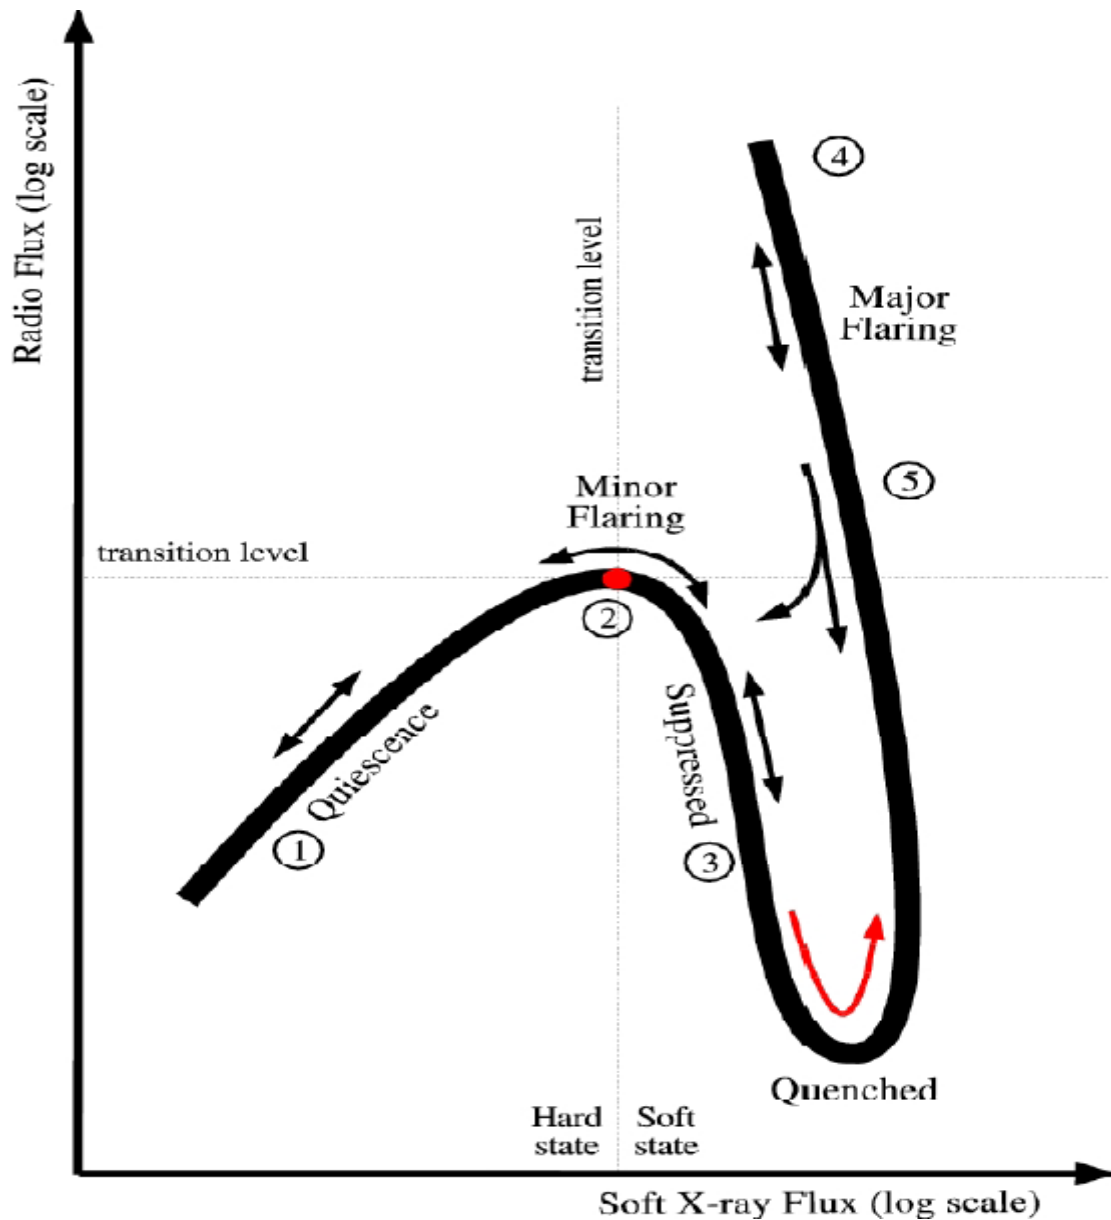 Radio Flux (log scale)
transition level
4
Major
Flaring
5
Minor
Flaring
transition level
2
Suppressed
Quiescence
1
3
Quenched
Hard
state
Soft
state
Soft X-ray Flux (log scale)